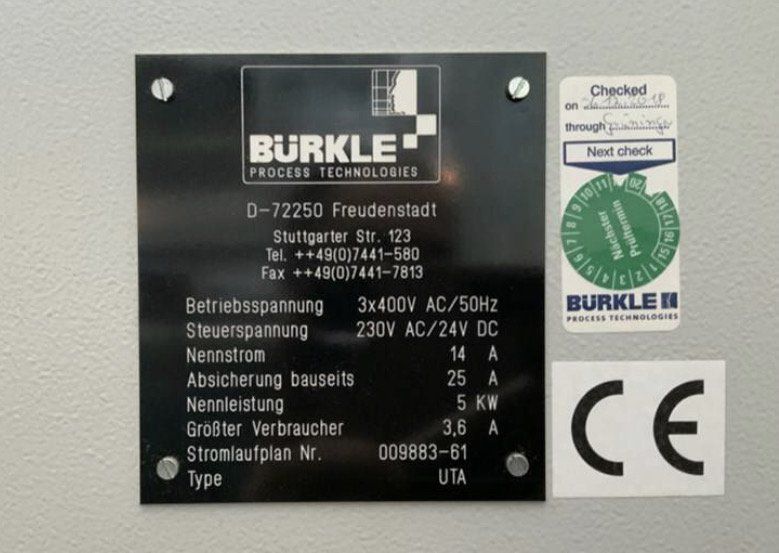 BÜRKLE
PROCESS TECHNOLOGIES
D-72250 Freudenstadt
Stuttgarter Str. 123
Tel. ++49(0)7441-580
Fax ++49(0)7441-7813
Betriebsspannung 3x400V AC/50Hz
Steuerspannung 230V AC/24V DC
Nennstrom 14 A
Absicherung bauseits 25 A
Nennleistung 5 KW
Größter Verbraucher 3,6 A
Stromlaufplan Nr. 009883-61
Type UTA
Checked
on
through
Next check
Nächster
Prüftermin
BÜRKLE
PROCESS TECHNOLOGIES
CE